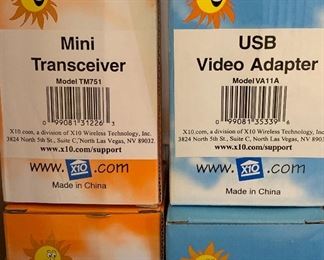 Mini
Transceiver
Model TM751
0 99081 31226 3
X10.com, a division of X10 Wireless Technology, Inc.
3824 North 5th St., Suite C, North Las Vegas, NV 89032.
www.x10.com/support
www.X10.com
Made in China
USB
Video Adapter
Model VA11A
0 99081 35339 6
X10.com, a division of X10 Wireless Technology, Inc.
3824 North 5th St., Suite C, North Las Vegas, NV 89032.
www.x10.com/support
www.X10.com
Made in China